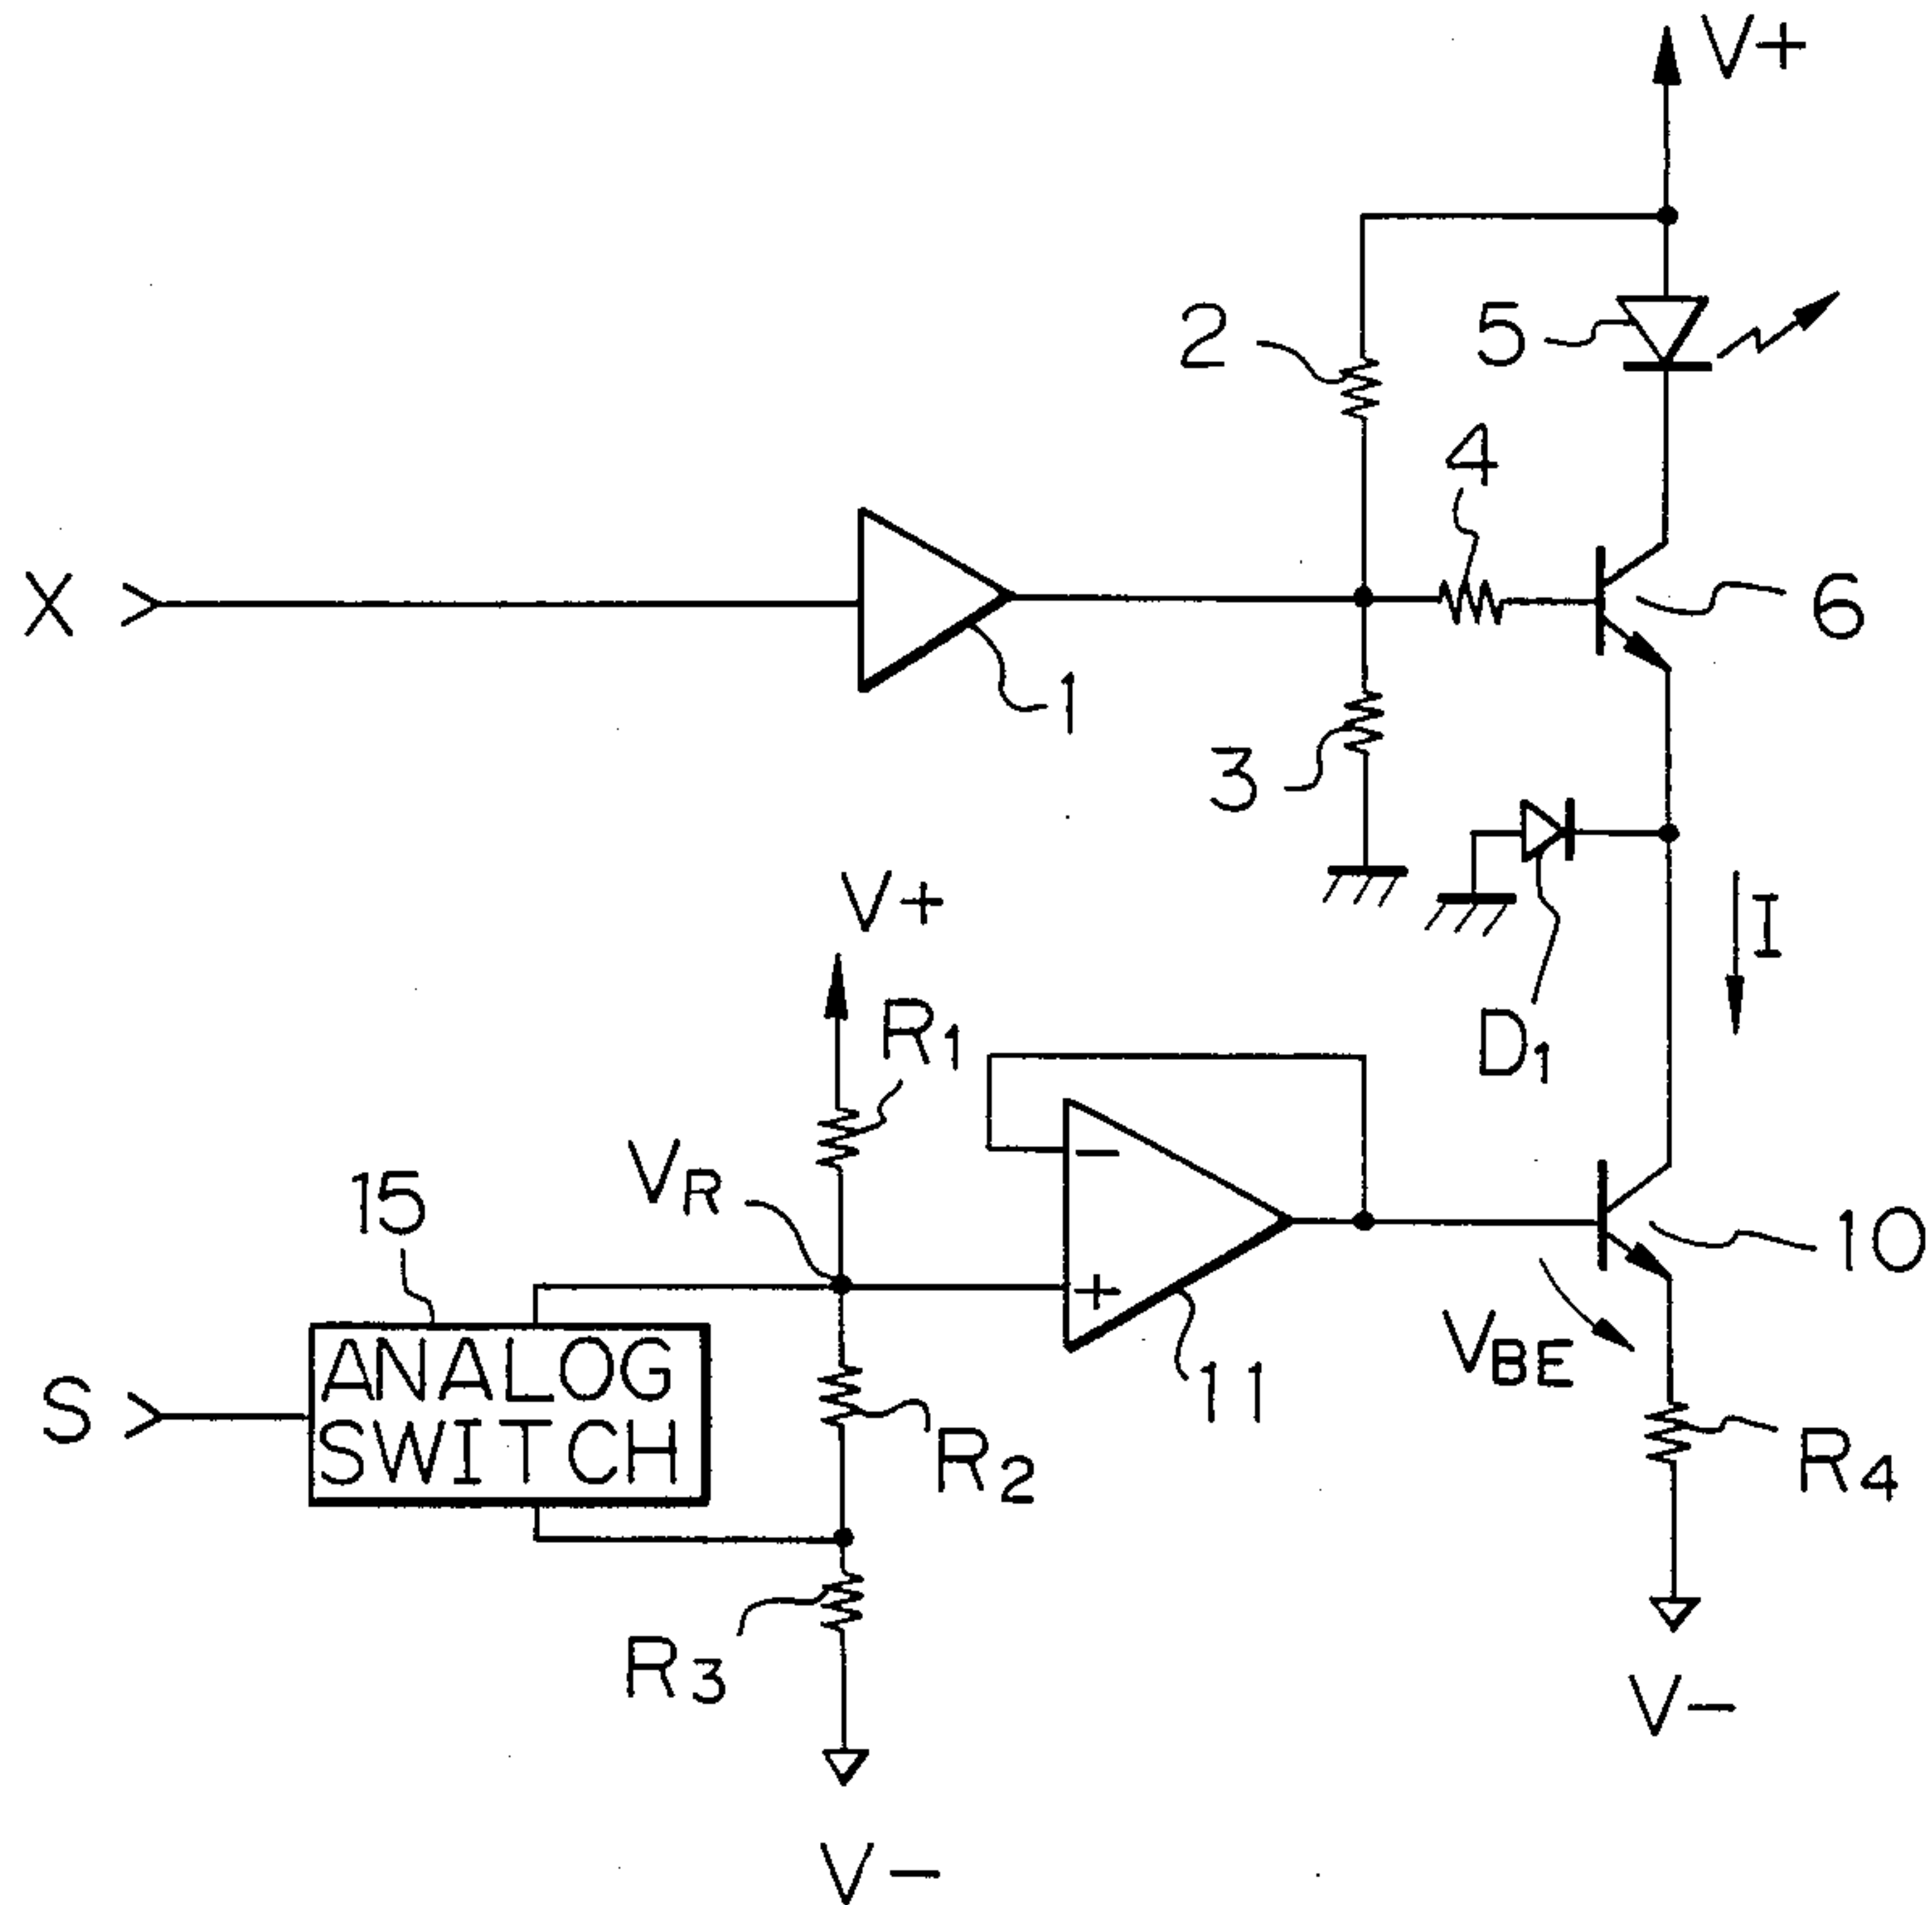 V+
2
5
4
X
6
1
3
V+
I
R1
D1
VR
15
10
ANALOG
SWITCH
S
VBE
11
R2
R4
R3
V-
V-